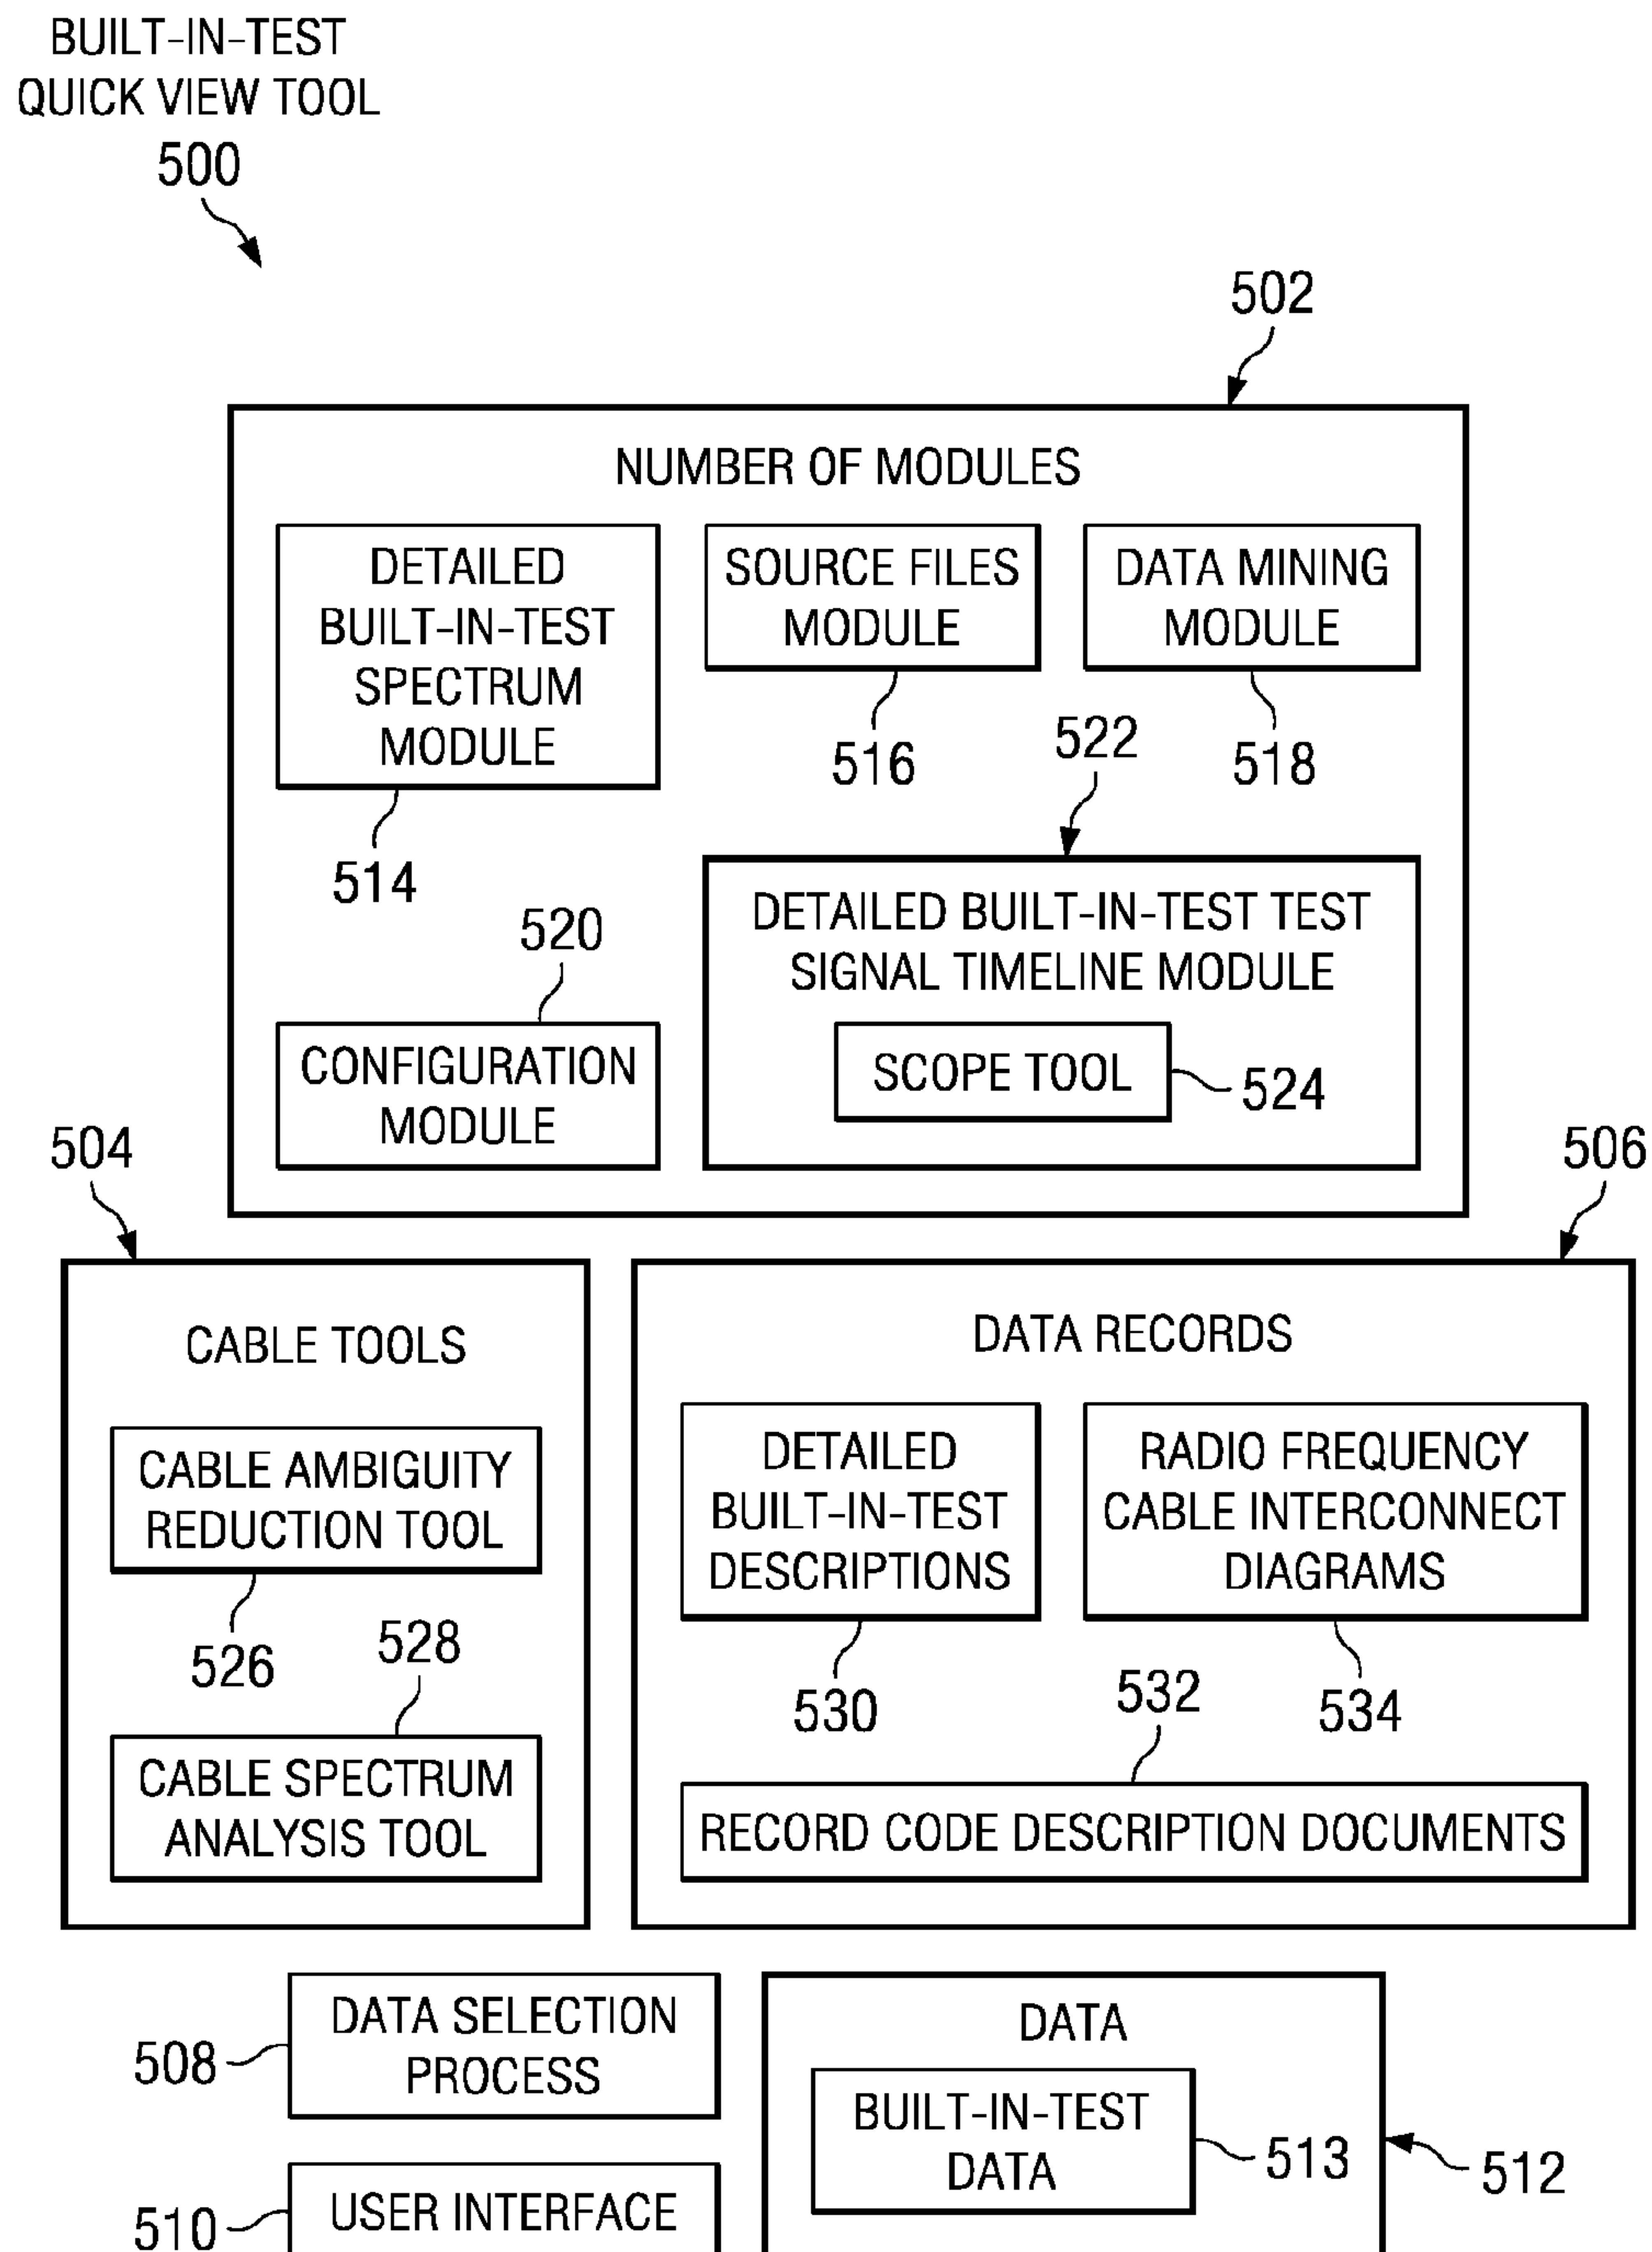 BUILT-IN-TEST
QUICK VIEW TOOL
500
502
NUMBER OF MODULES
DETAILED
BUILT-IN-TEST
SPECTRUM
MODULE
514
SOURCE FILES
MODULE
516
DATA MINING
MODULE
518
522
DETAILED BUILT-IN-TEST TEST
SIGNAL TIMELINE MODULE
SCOPE TOOL
524
520
CONFIGURATION
MODULE
504
CABLE TOOLS
CABLE AMBIGUITY
REDUCTION TOOL
526
528
CABLE SPECTRUM
ANALYSIS TOOL
506
DATA RECORDS
DETAILED
BUILT-IN-TEST
DESCRIPTIONS
530
RADIO FREQUENCY
CABLE INTERCONNECT
DIAGRAMS
534
532
RECORD CODE DESCRIPTION DOCUMENTS
DATA SELECTION
PROCESS
508
USER INTERFACE
510
DATA
BUILT-IN-TEST
DATA
513
512